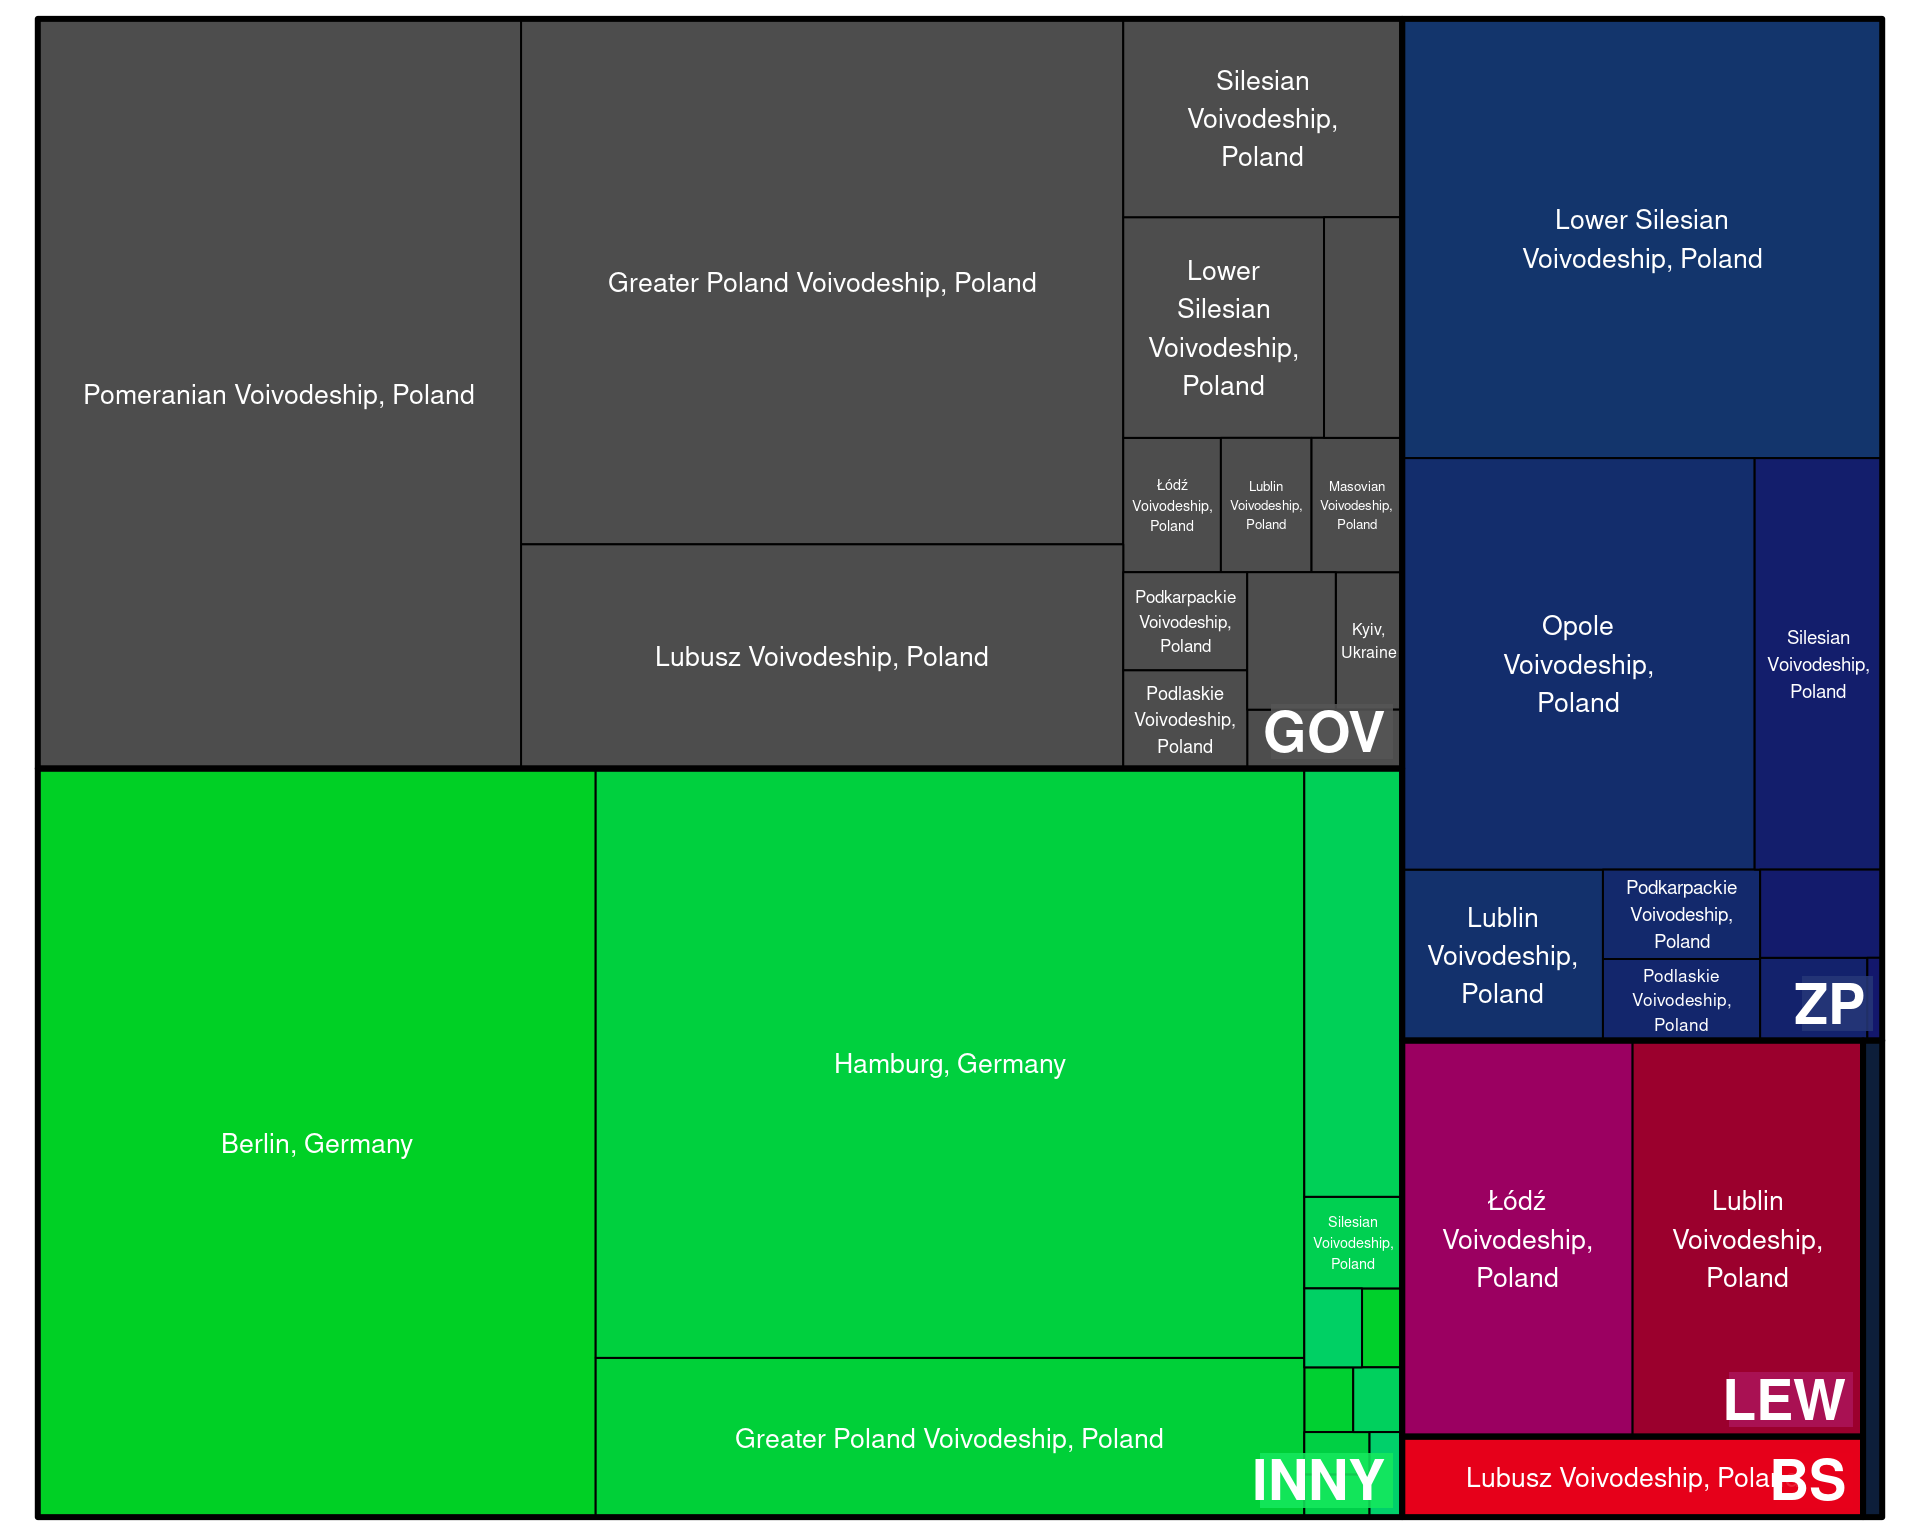 Pomeranian Voivodeship, Poland
Greater Poland Voivodeship, Poland
Lubusz Voivodeship, Poland
Silesian
Voivodeship,
Poland
Lower
Silesian
Voivodeship,
Poland
Łódź
Voivodeship,
Poland
Lublin
Voivodeship,
Poland
Masovian
Voivodeship,
Poland
Podkarpackie
Voivodeship,
Poland
Podlaskie
Voivodeship,
Poland
Kyiv,
Ukraine
GOV
Berlin, Germany
Hamburg, Germany
Greater Poland Voivodeship, Poland
Silesian
Voivodeship,
Poland
INNY
Lower Silesian
Voivodeship, Poland
Opole
Voivodeship,
Poland
Silesian
Voivodeship,
Poland
Lublin
Voivodeship,
Poland
Podkarpackie
Voivodeship,
Poland
Podlaskie
Voivodeship,
Poland
ZP
Łódź
Voivodeship,
Poland
Lublin
Voivodeship,
Poland
LEW
Lubusz Voivodeship, Polan
BS